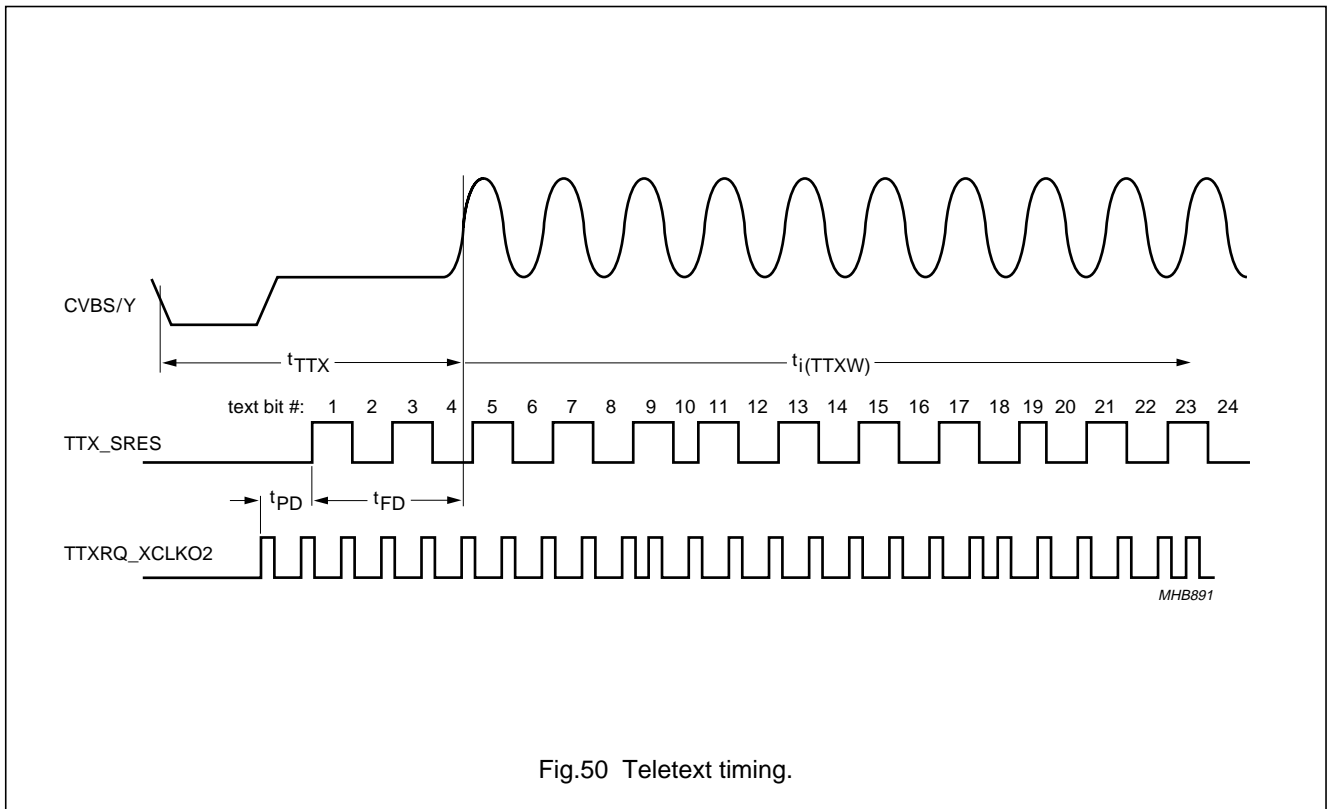 CVBS/Y
tTTX
ti(TTXW)
text bit #: 1 2 3 4 5 6 7 8 9 10 11 12 13 14 15 16 17 18 19 20 21 22 23 24
TTX_SRES
tPD
tFD
TTXRQ_XCLKO2
MHB891
Fig.50 Teletext timing.